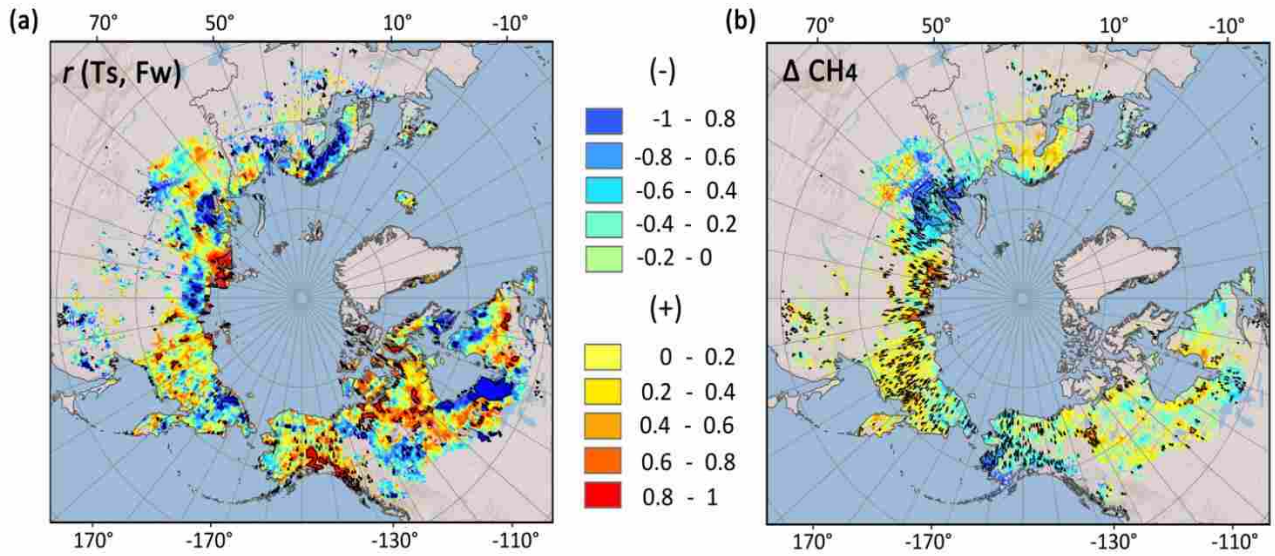 (a)
70° 50° 10° -10°
r (Ts, Fw)
170° -170° -130° -110°
(-)
-1 - 0.8
-0.8 - 0.6
-0.6 - 0.4
-0.4 - 0.2
-0.2 - 0
(+)
0 - 0.2
0.2 - 0.4
0.4 - 0.6
0.6 - 0.8
0.8 - 1
(b)
70° 50° 10° -10°
Δ CH4
170° -170° -130° -110°